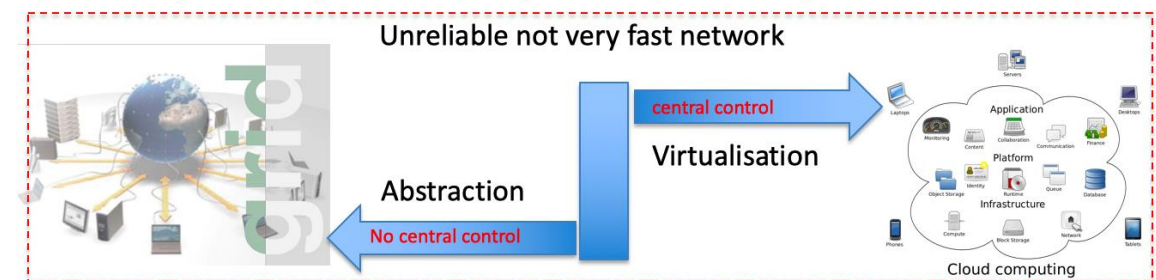 Unreliable not very fast network
grid
Abstraction
No central control
central control
Virtualisation
Servers
Laptops
Desktops
Application
Monitoring
Content
Collaboration
Communication
Finance
Platform
Object Storage
Identity
Runtime
Queue
Database
Infrastructure
Compute
Block Storage
Network
Phones
Tablets
Cloud computing